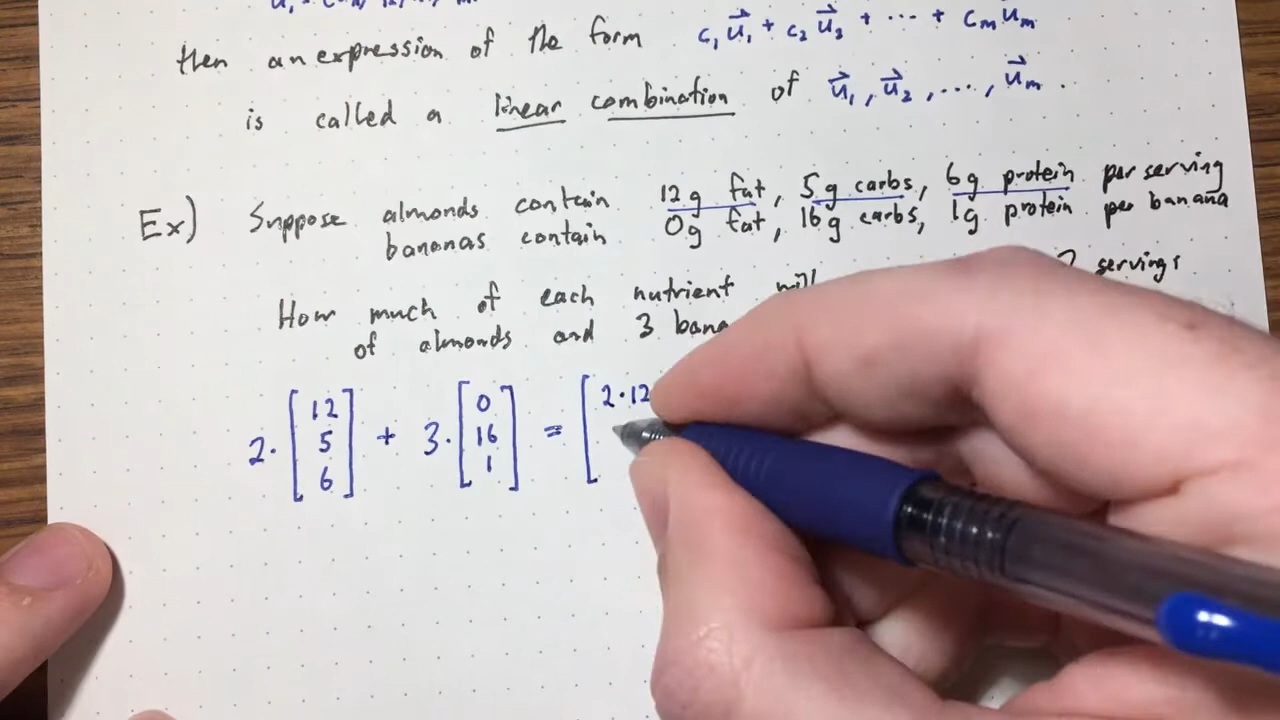 then an expression of the form c₁u⃗₁ + c₂u⃗₂ + ··· + cₘu⃗ₘ
is called a linear combination of u⃗₁, u⃗₂, ..., u⃗ₘ.
Ex) Suppose almonds contain 12g fat, 5g carbs, 6g protein per serving
bananas contain 0g fat, 16g carbs, 1g protein per banana
How much of each nutrient will servings
of almonds and 3
2· [12 5 6] + 3· [0 16 1] = [2·12